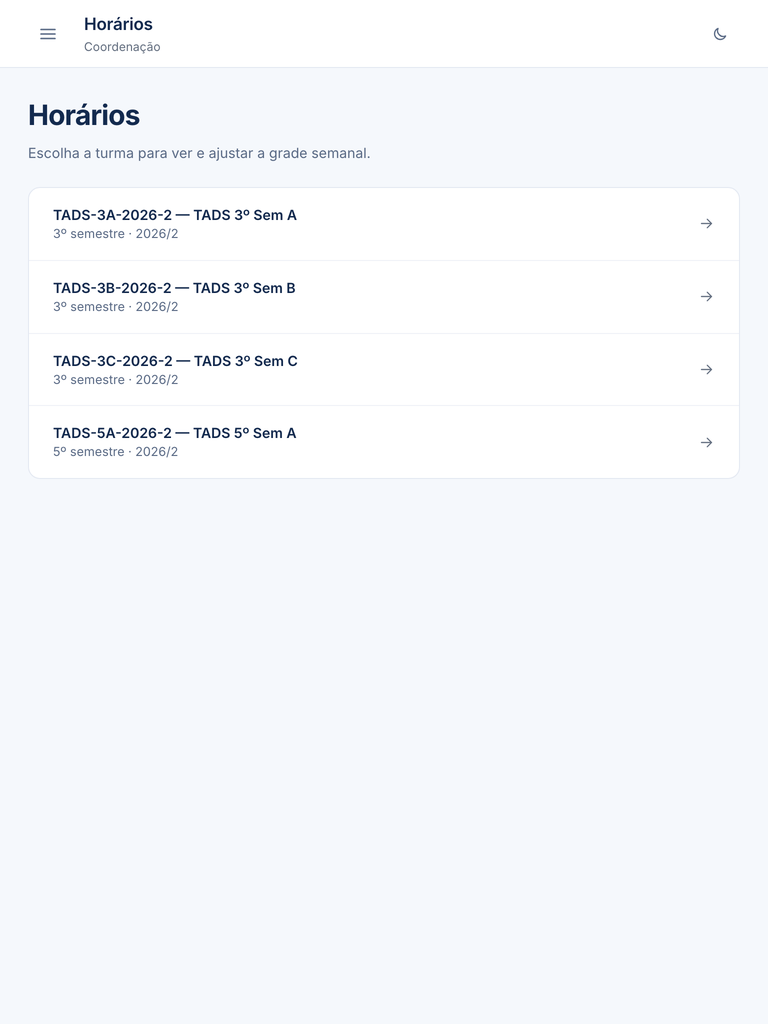 Horários
Coordenação
Horários
Escolha a turma para ver e ajustar a grade semanal.
TADS-3A-2026-2 — TADS 3º Sem A
3º semestre · 2026/2
TADS-3B-2026-2 — TADS 3º Sem B
3º semestre · 2026/2
TADS-3C-2026-2 — TADS 3º Sem C
3º semestre · 2026/2
TADS-5A-2026-2 — TADS 5º Sem A
5º semestre · 2026/2